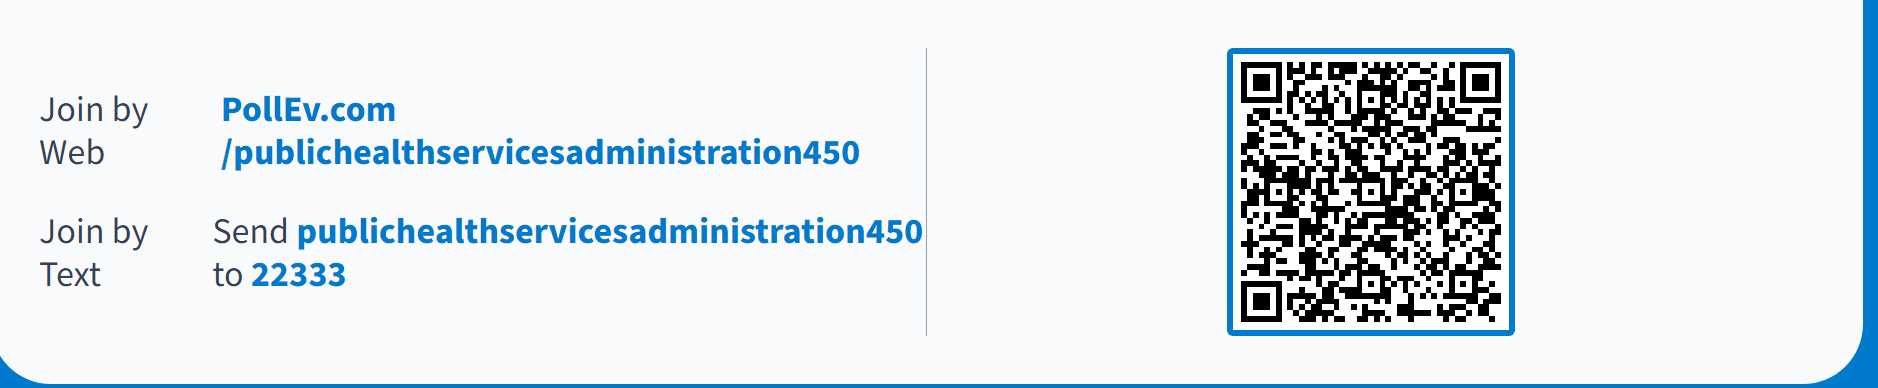 Join by Web
PollEv.com
/publichealthservicesadministration450
Join by Text
Send publichealthservicesadministration450
to 22333